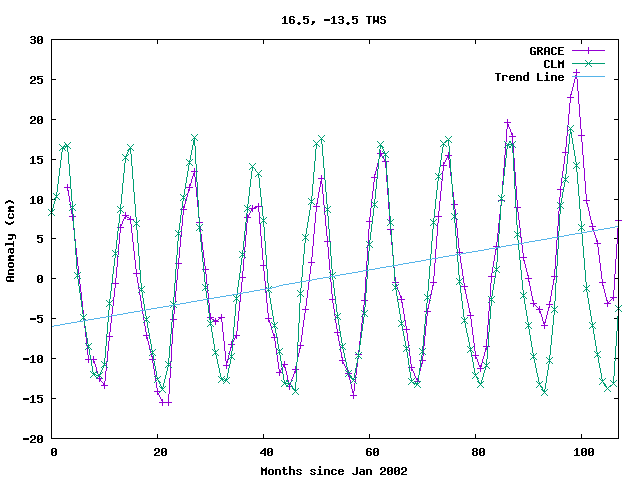 16.5, -13.5 TWS
GRACE
CLM
Trend Line
30
25
20
15
10
5
0
-5
-10
-15
-20
Anomaly (cm)
0 20 40 60 80 100
Months since Jan 2002